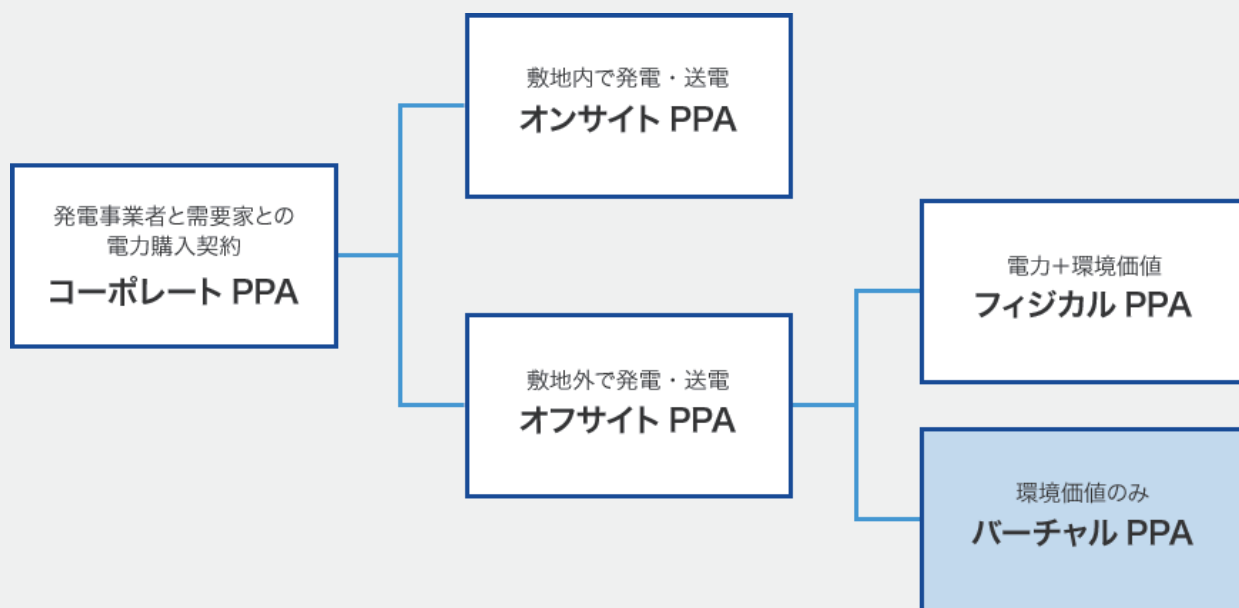 発電事業者と需要家との
電力購入契約
コーポレート PPA
敷地内で発電・送電
オンサイト PPA
敷地外で発電・送電
オフサイト PPA
電力＋環境価値
フィジカル PPA
環境価値のみ
バーチャル PPA